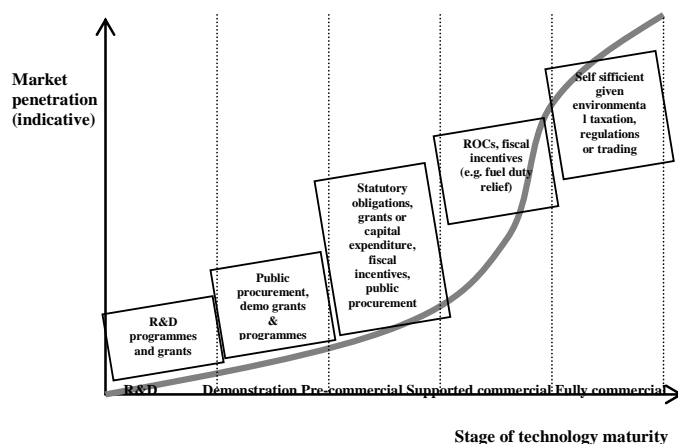 Market
penetration
(indicative)
Self sifficient
given
environmenta
l taxation,
regulations
or trading
ROCs, fiscal
incentives
(e.g. fuel duty
relief)
Statutory
obligations,
grants or
capital
expenditure,
fiscal
incentives,
public
procurement
Public
procurement,
demo grants
&
programmes
R&D
programmes
and grants
R&D Demonstration Pre-commercial Supported commercial Fully commercial
Stage of technology maturity